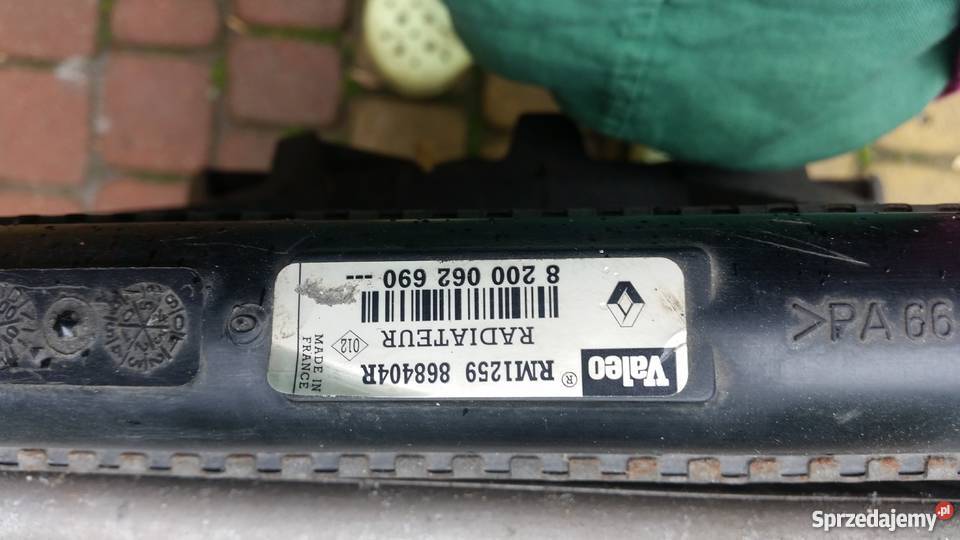 Valeo ® RM1259 868404R
RADIATEUR
012
MADE IN
FRANCE
8 200 062 690 ---
>PA 66
Sprzedajemy.pl